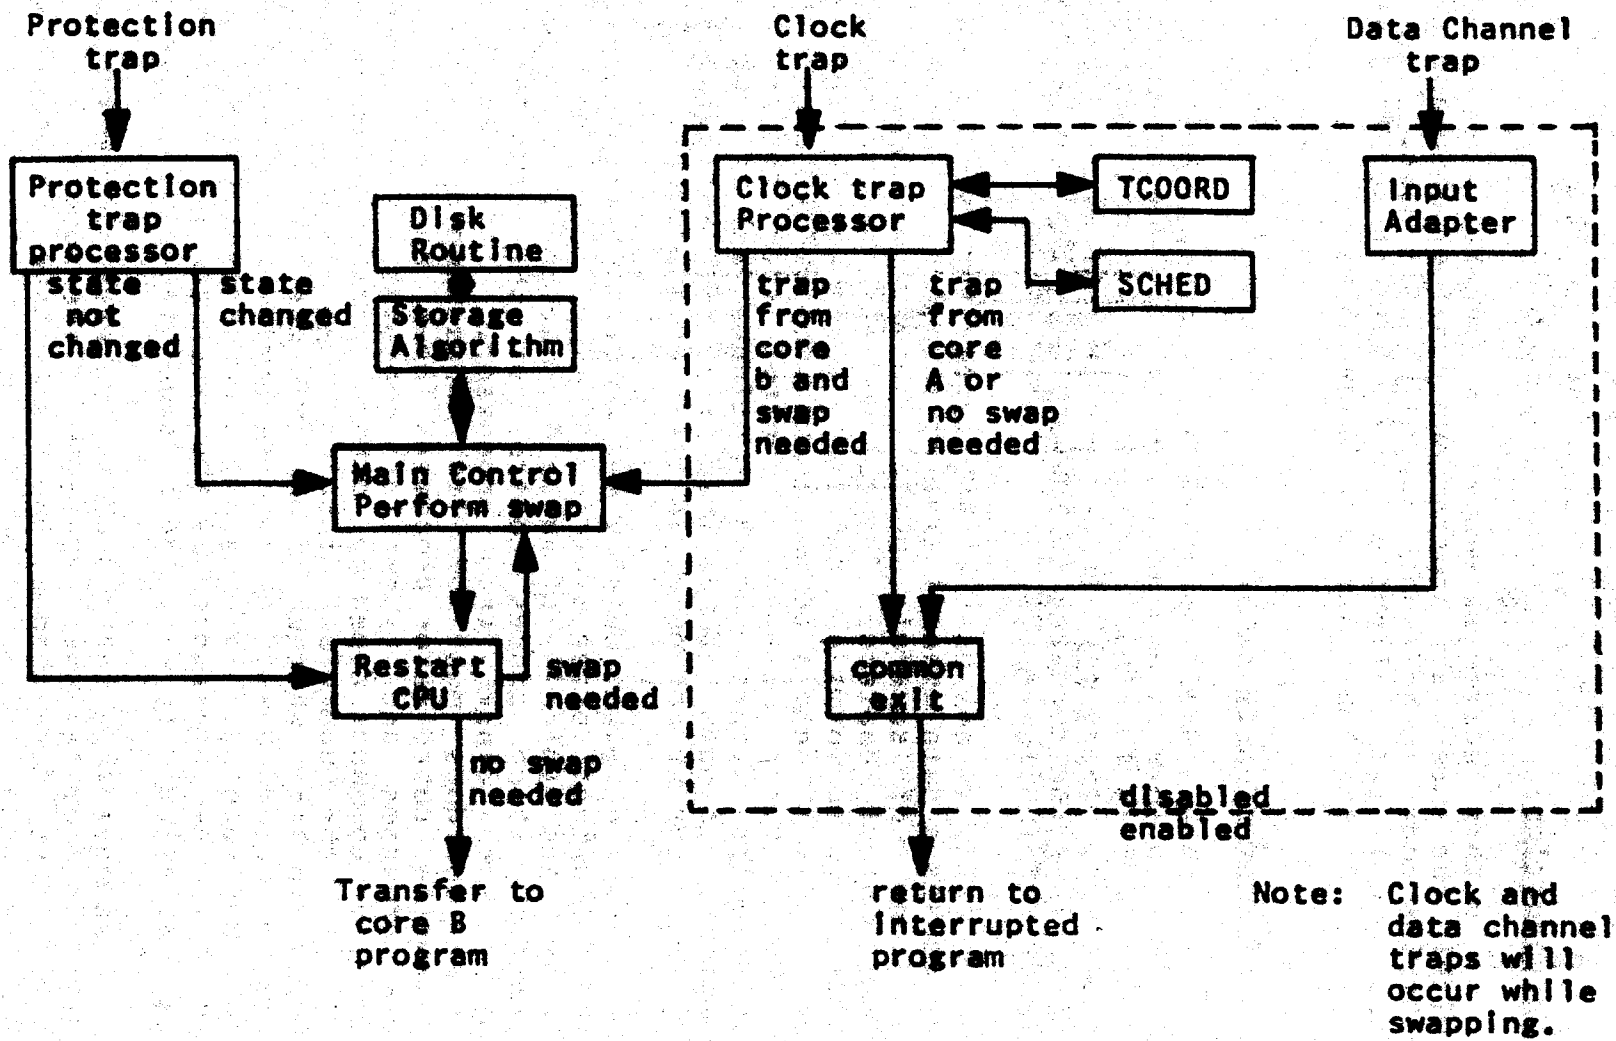 Protection
trap
Clock
trap
Data Channel
trap
Protection
trap
processor
Disk
Routine
Storage
Algorithm
Clock trap
Processor
TCOORD
SCHED
Input
Adapter
state
not
changed
state
changed
trap
from
core
b and
swap
needed
trap
from
core
A or
no swap
needed
Main Control
Perform swap
Restart
CPU
swap
needed
common
exit
no swap
needed
disabled
enabled
Transfer to
core B
program
return to
interrupted
program
Note: Clock and
data channel
traps will
occur while
swapping.